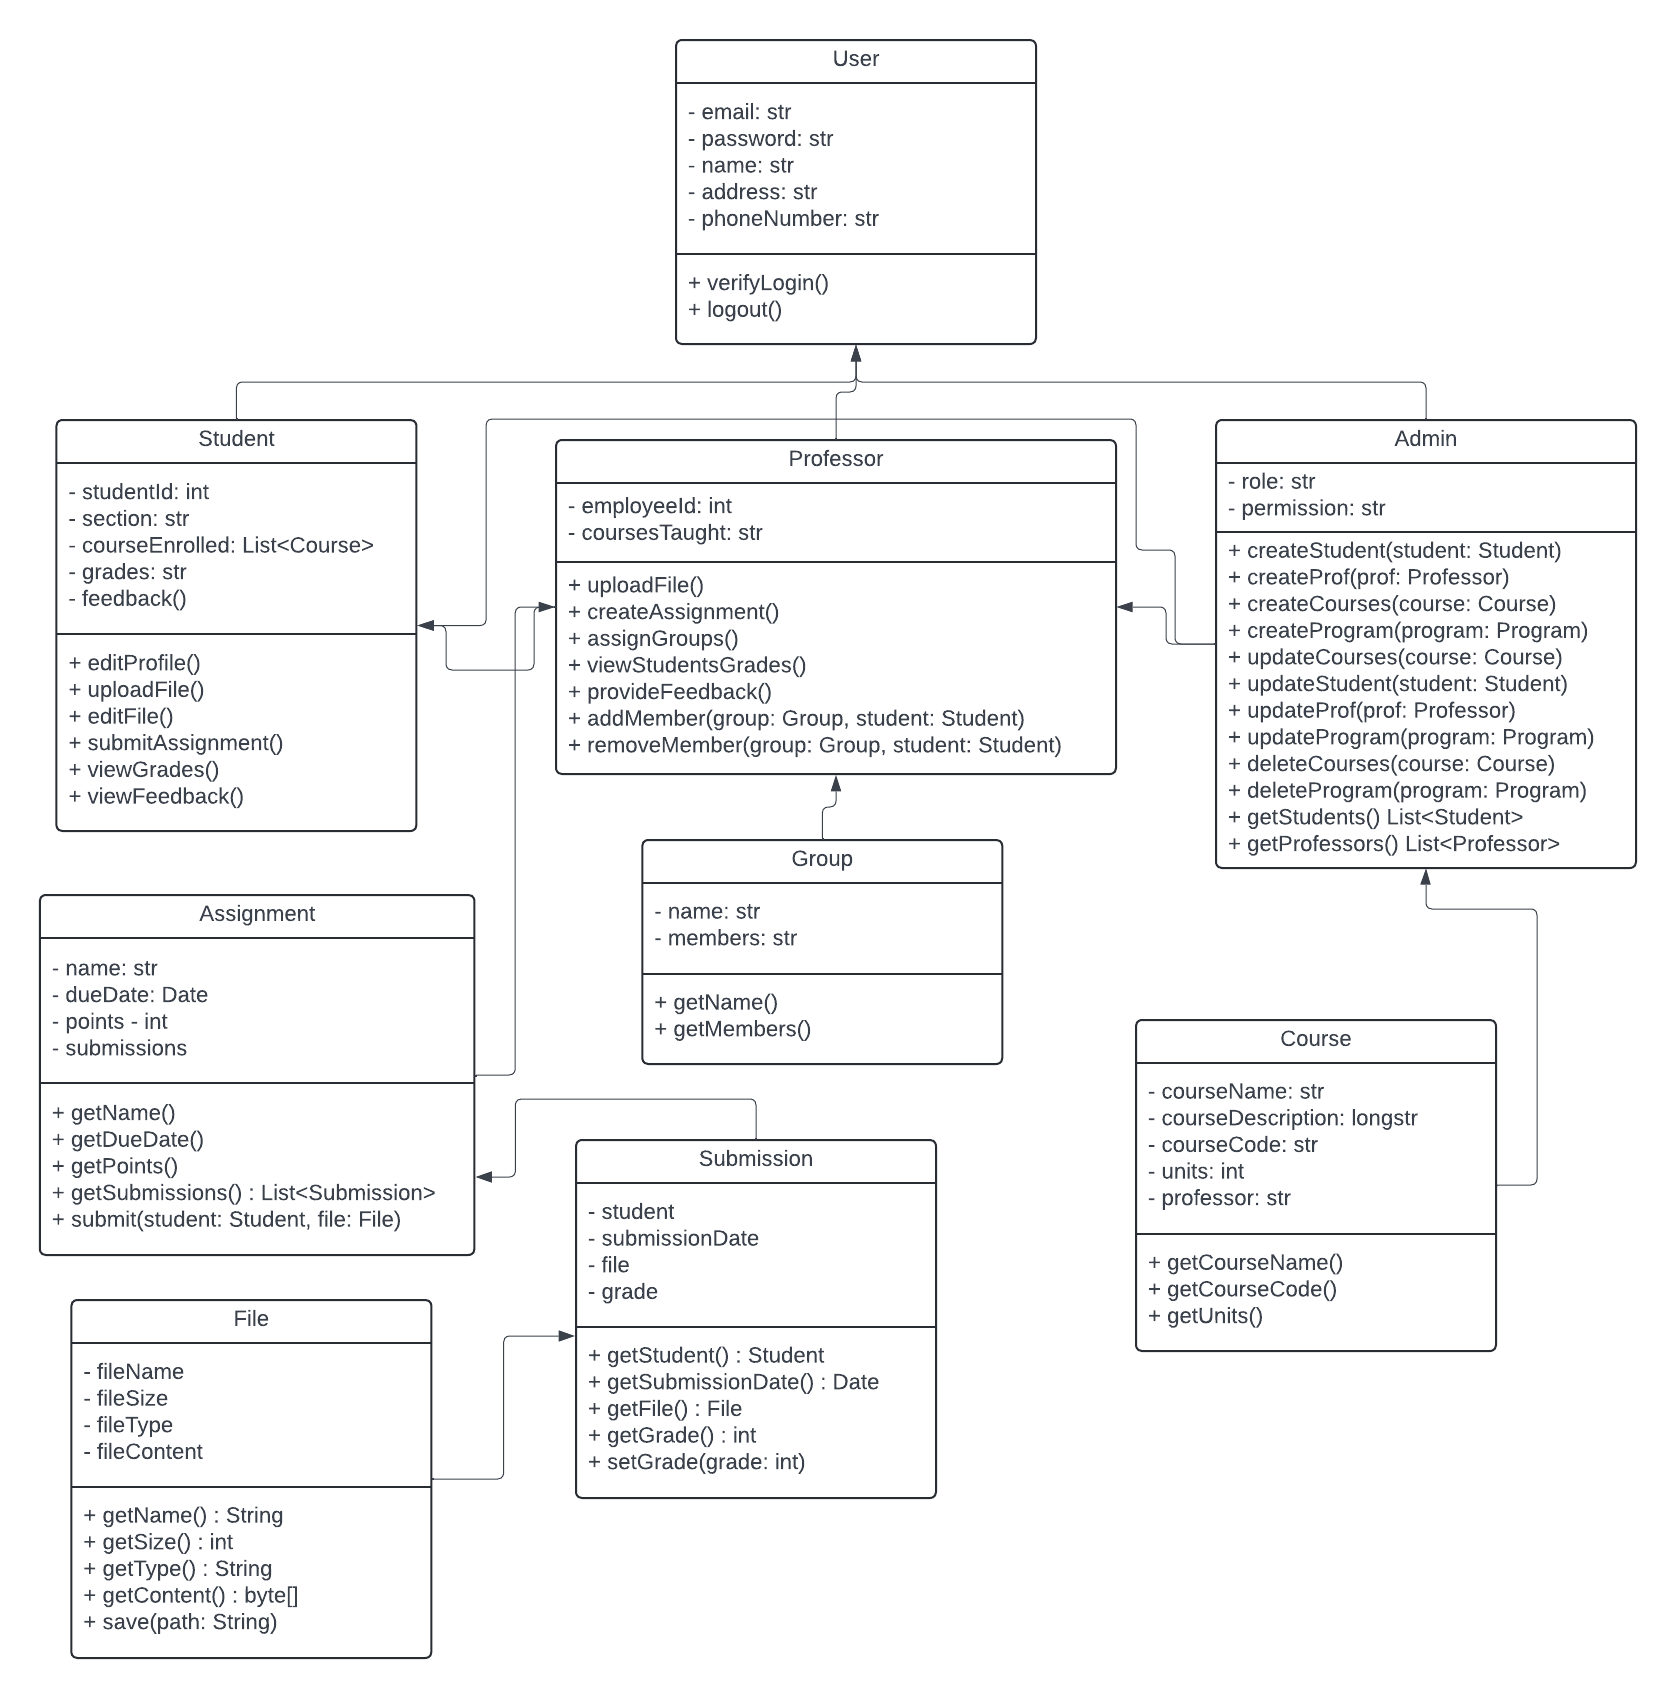 User
- email: str
- password: str
- name: str
- address: str
- phoneNumber: str
+ verifyLogin()
+ logout()
Student
- studentId: int
- section: str
- courseEnrolled: List<Course>
- grades: str
- feedback()
+ editProfile()
+ uploadFile()
+ editFile()
+ submitAssignment()
+ viewGrades()
+ viewFeedback()
Professor
- employeeId: int
- coursesTaught: str
+ uploadFile()
+ createAssignment()
+ assignGroups()
+ viewStudentsGrades()
+ provideFeedback()
+ addMember(group: Group, student: Student)
+ removeMember(group: Group, student: Student)
Admin
- role: str
- permission: str
+ createStudent(student: Student)
+ createProf(prof: Professor)
+ createCourses(course: Course)
+ createProgram(program: Program)
+ updateCourses(course: Course)
+ updateStudent(student: Student)
+ updateProf(prof: Professor)
+ updateProgram(program: Program)
+ deleteCourses(course: Course)
+ deleteProgram(program: Program)
+ getStudents() List<Student>
+ getProfessors() List<Professor>
Group
- name: str
- members: str
+ getName()
+ getMembers()
Assignment
- name: str
- dueDate: Date
- points - int
- submissions
+ getName()
+ getDueDate()
+ getPoints()
+ getSubmissions() : List<Submission>
+ submit(student: Student, file: File)
Course
- courseName: str
- courseDescription: longstr
- courseCode: str
- units: int
- professor: str
+ getCourseName()
+ getCourseCode()
+ getUnits()
Submission
- student
- submissionDate
- file
- grade
+ getStudent() : Student
+ getSubmissionDate() : Date
+ getFile() : File
+ getGrade() : int
+ setGrade(grade: int)
File
- fileName
- fileSize
- fileType
- fileContent
+ getName() : String
+ getSize() : int
+ getType() : String
+ getContent() : byte[]
+ save(path: String)